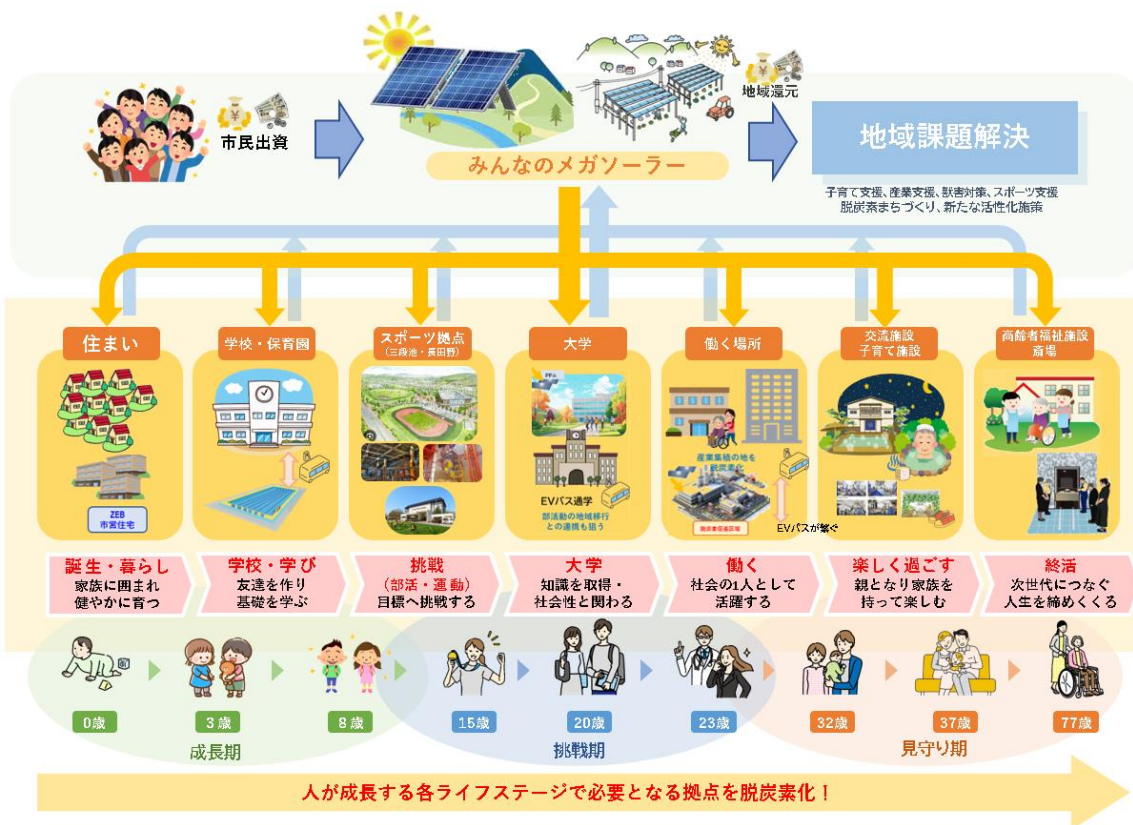 市民出資
地域還元
みんなのメガソーラー
地域課題解決
子育て支援、産業支援、獣害対策、スポーツ支援
脱炭素まちづくり、新たな活性化施策
住まい
学校・保育園
スポーツ拠点
(三段池・長田野)
大学
働く場所
交流施設
子育て施設
高齢者福祉施設
斎場
ZEB
市営住宅
EVバス通学
部活動の地域移行
との連携も狙う
産業集積の地を
脱炭素化
EVバスが繋ぐ
誕生・暮らし
家族に囲まれ
健やかに育つ
学校・学び
友達を作り
基礎を学ぶ
挑戦
(部活・運動)
目標へ挑戦する
大学
知識を取得・
社会性と関わる
働く
社会の1人として
活躍する
楽しく過ごす
親となり家族を
持って楽しむ
終活
次世代につなぐ
人生を締めくくる
0歳
3歳
8歳
15歳
20歳
23歳
32歳
37歳
77歳
成長期
挑戦期
見守り期
人が成長する各ライフステージで必要となる拠点を脱炭素化！